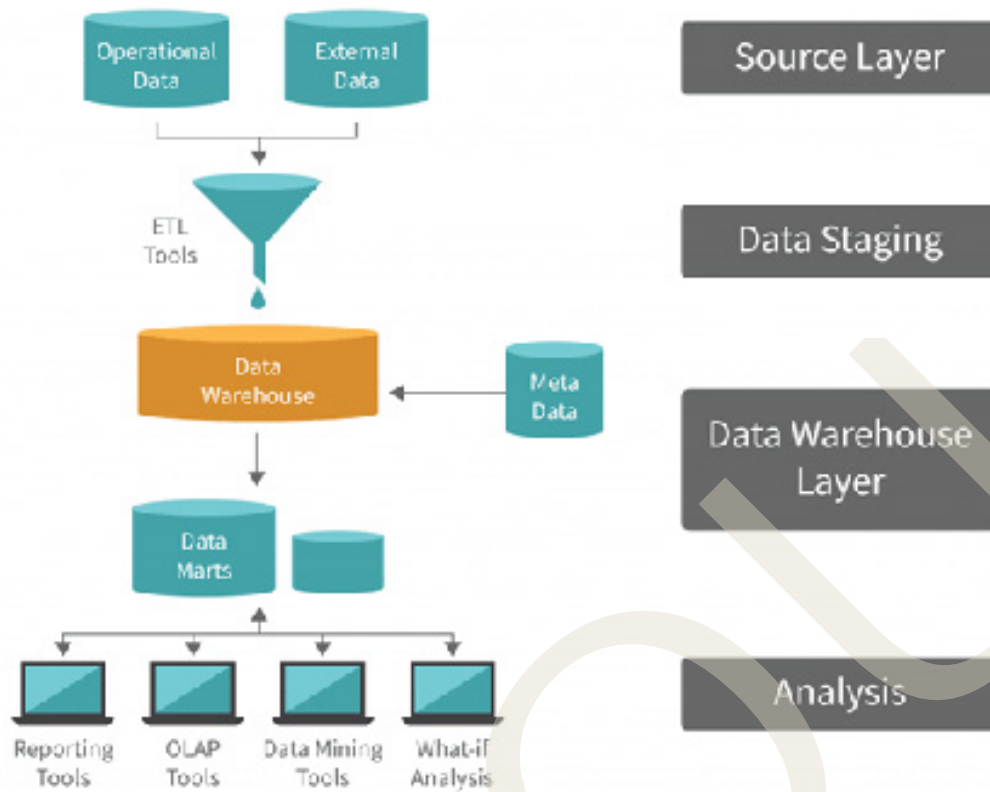 Operational
Data
External
Data
Source Layer
ETL
Tools
Data Staging
Data
Warehouse
Meta
Data
Data Warehouse
Layer
Data
Marts
Analysis
Reporting
Tools
OLAP
Tools
Data Mining
Tools
What-if
Analysis